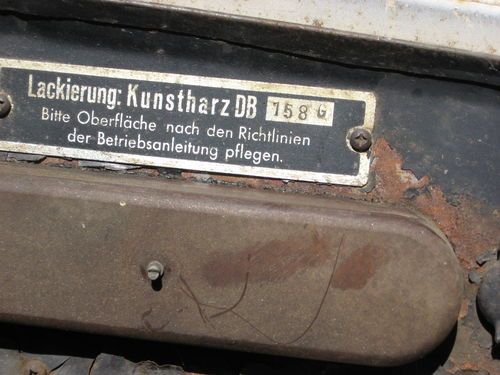 Lackierung: Kunstharz DB 158 G
Bitte Oberfläche nach den Richtlinien
der Betriebsanleitung pflegen.